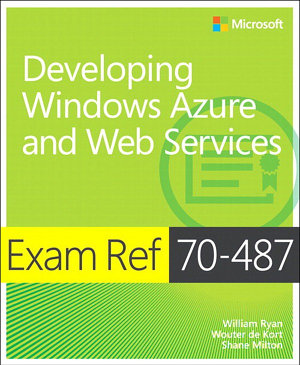 Microsoft
Developing
Windows Azure
and Web Services
Exam Ref 70-487
William Ryan
Wouter de Kort
Shane Milton